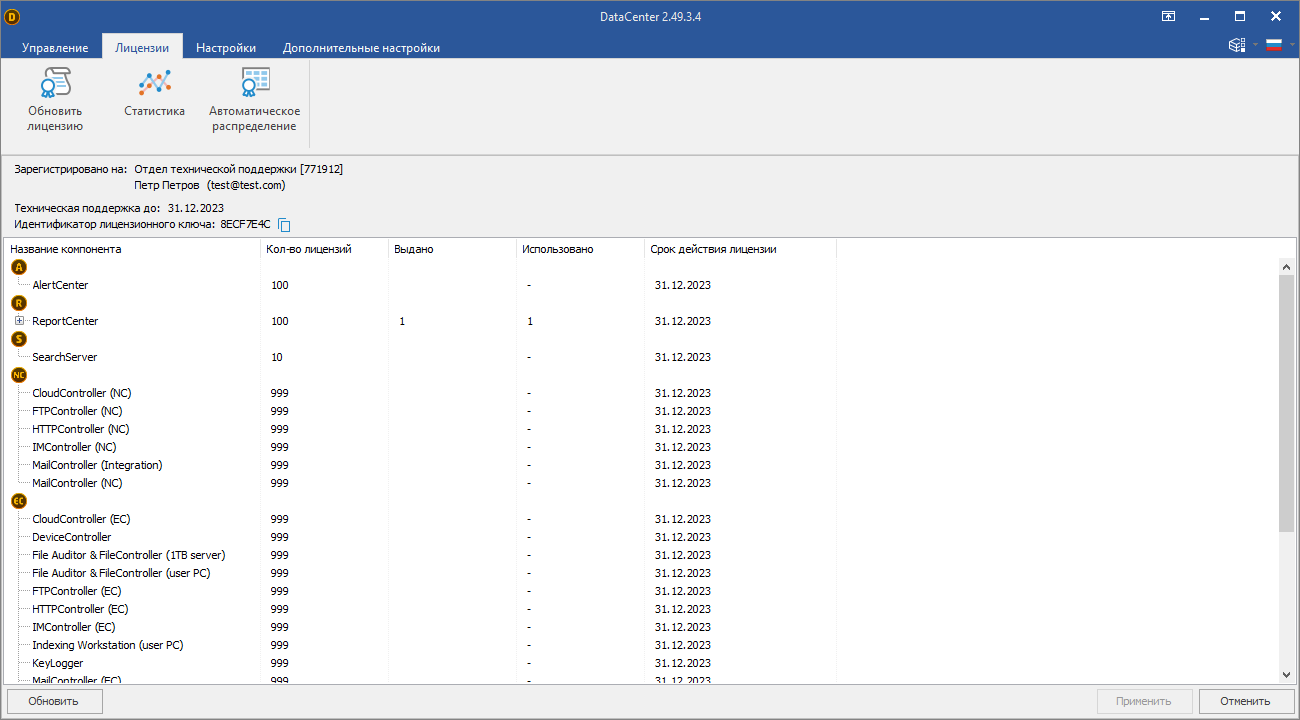 DataCenter 2.49.3.4
Управление Лицензии Настройки Дополнительные настройки
Обновить лицензию
Статистика
Автоматическое распределение
Зарегистрировано на: Отдел технической поддержки [771912]
Петр Петров (test@test.com)
Техническая поддержка до: 31.12.2023
Идентификатор лицензионного ключа: 8ECF7E4C
Название компонента Кол-во лицензий Выдано Использовано Срок действия лицензии
A
AlertCenter 100 - 31.12.2023
R
ReportCenter 100 1 1 31.12.2023
S
SearchServer 10 - 31.12.2023
NC
CloudController (NC) 999 - 31.12.2023
FTPController (NC) 999 - 31.12.2023
HTTPController (NC) 999 - 31.12.2023
IMController (NC) 999 - 31.12.2023
MailController (Integration) 999 - 31.12.2023
MailController (NC) 999 - 31.12.2023
EC
CloudController (EC) 999 - 31.12.2023
DeviceController 999 - 31.12.2023
File Auditor & FileController (1TB server) 999 - 31.12.2023
File Auditor & FileController (user PC) 999 - 31.12.2023
FTPController (EC) 999 - 31.12.2023
HTTPController (EC) 999 - 31.12.2023
IMController (EC) 999 - 31.12.2023
Indexing Workstation (user PC) 999 - 31.12.2023
KeyLogger 999 - 31.12.2023
MailController (EC) 999 - 31.12.2023
Обновить Применить Отменить